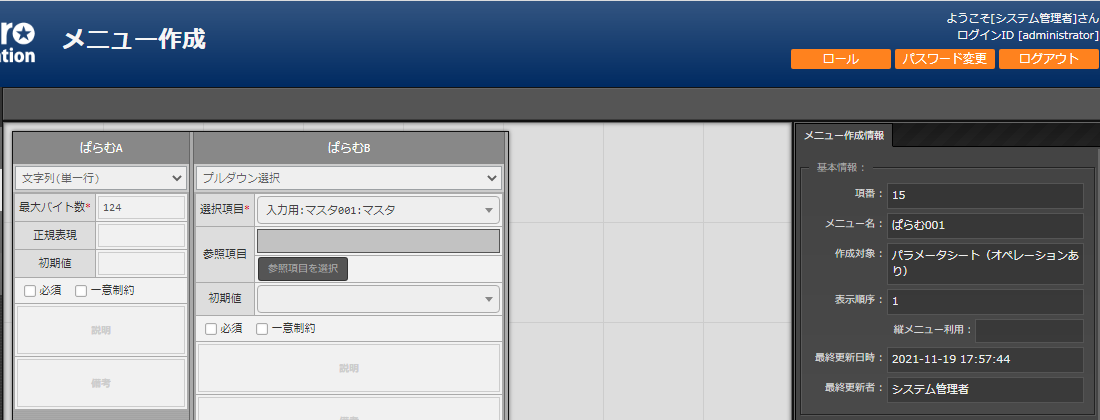 ro
ation
メニュー作成
ようこそ[システム管理者]さん
ログインID [administrator]
ロール
パスワード変更
ログアウト
ぱらむA
文字列(単一行)
最大バイト数* 124
正規表現
初期値
必須 一意制約
説明
備考
ぱらむB
プルダウン選択
選択項目* 入力用:マスタ001:マスタ
参照項目
参照項目を選択
初期値
必須 一意制約
説明
メニュー作成情報
基本情報：
項番： 15
メニュー名： ぱらむ001
作成対象： パラメータシート（オペレーションあ
り）
表示順序： 1
縦メニュー利用：
最終更新日時： 2021-11-19 17:57:44
最終更新者： システム管理者